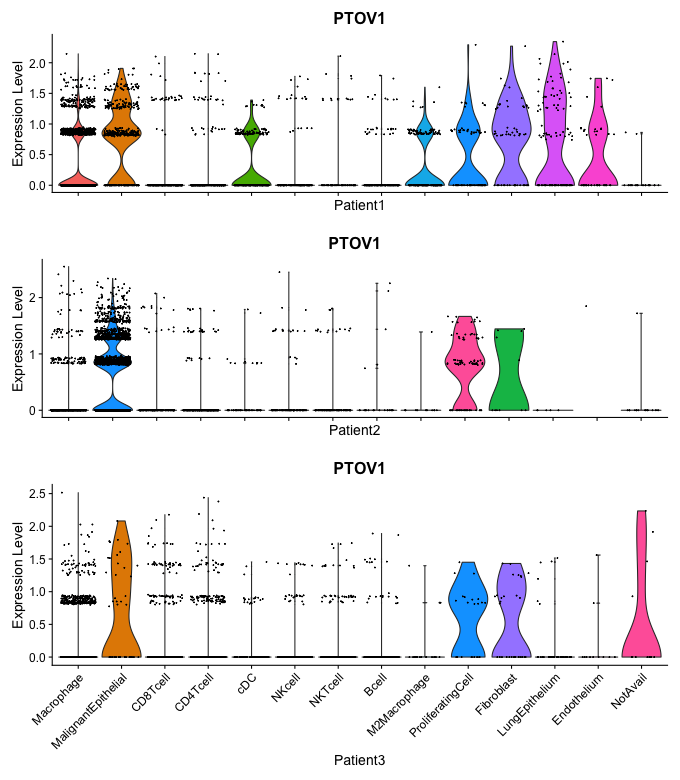 PTOV1
Expression Level
2.0
1.5
1.0
0.5
0.0
Patient1
PTOV1
Expression Level
2
1
0
Patient2
PTOV1
Expression Level
2.5
2.0
1.5
1.0
0.5
0.0
Macrophage
MalignantEpithelial
CD8Tcell
CD4Tcell
cDC
NKcell
NKTcell
Bcell
M2Macrophage
ProliferatingCell
Fibroblast
LungEpithelium
Endothelium
NotAvail
Patient3